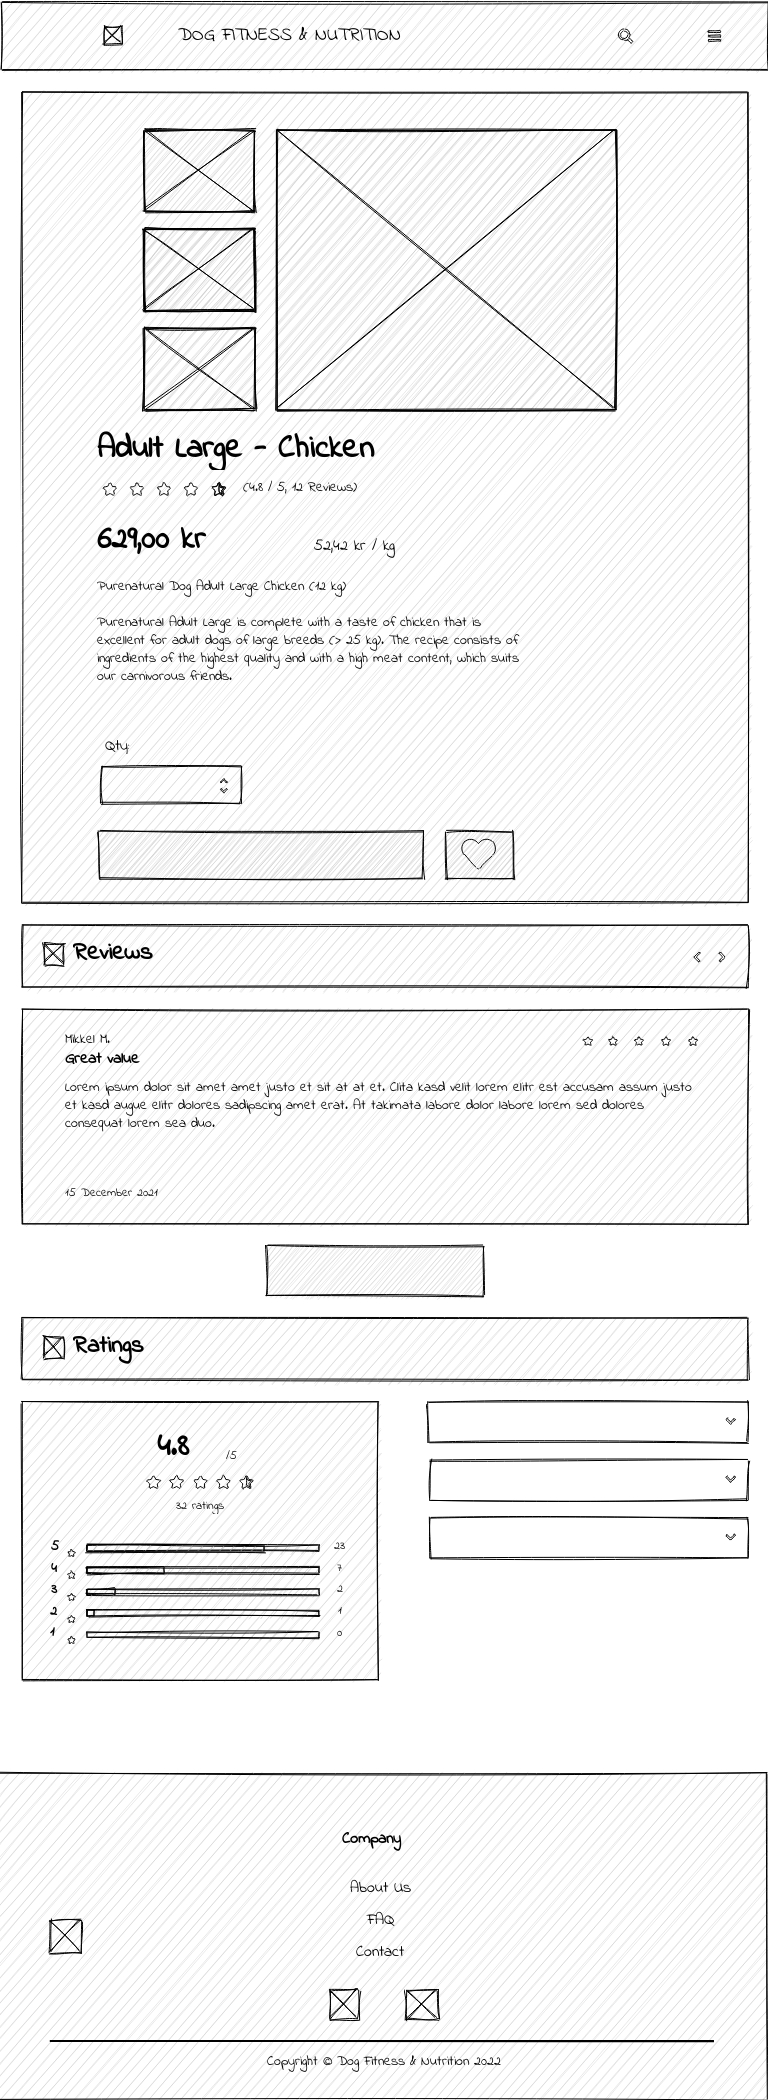 DOG FITNESS & NUTRITION
Adult Large - Chicken
(4.8 / 5, 12 Reviews)
629,00 kr
52,42 kr / kg
Purenatural Dog Adult Large Chicken (12 kg)
Purenatural Adult Large is complete with a taste of chicken that is
excellent for adult dogs of large breeds (> 25 kg). The recipe consists of
ingredients of the highest quality and with a high meat content, which suits
our carnivorous friends.
Qty:
Reviews
Mikkel M.
Great value
Lorem ipsum dolor sit amet amet justo et sit at at et. Clita kasd velit lorem elitr est accusam assum justo
et kasd augue elitr dolores sadipscing amet erat. At takimata labore dolor labore lorem sed dolores
consequat lorem sea duo.
15 December 2021
Ratings
4.8
/5
32 ratings
5 23
4 7
3 2
2 1
1 0
Company
About Us
FAQ
Contact
Copyright © Dog Fitness & Nutrition 2022